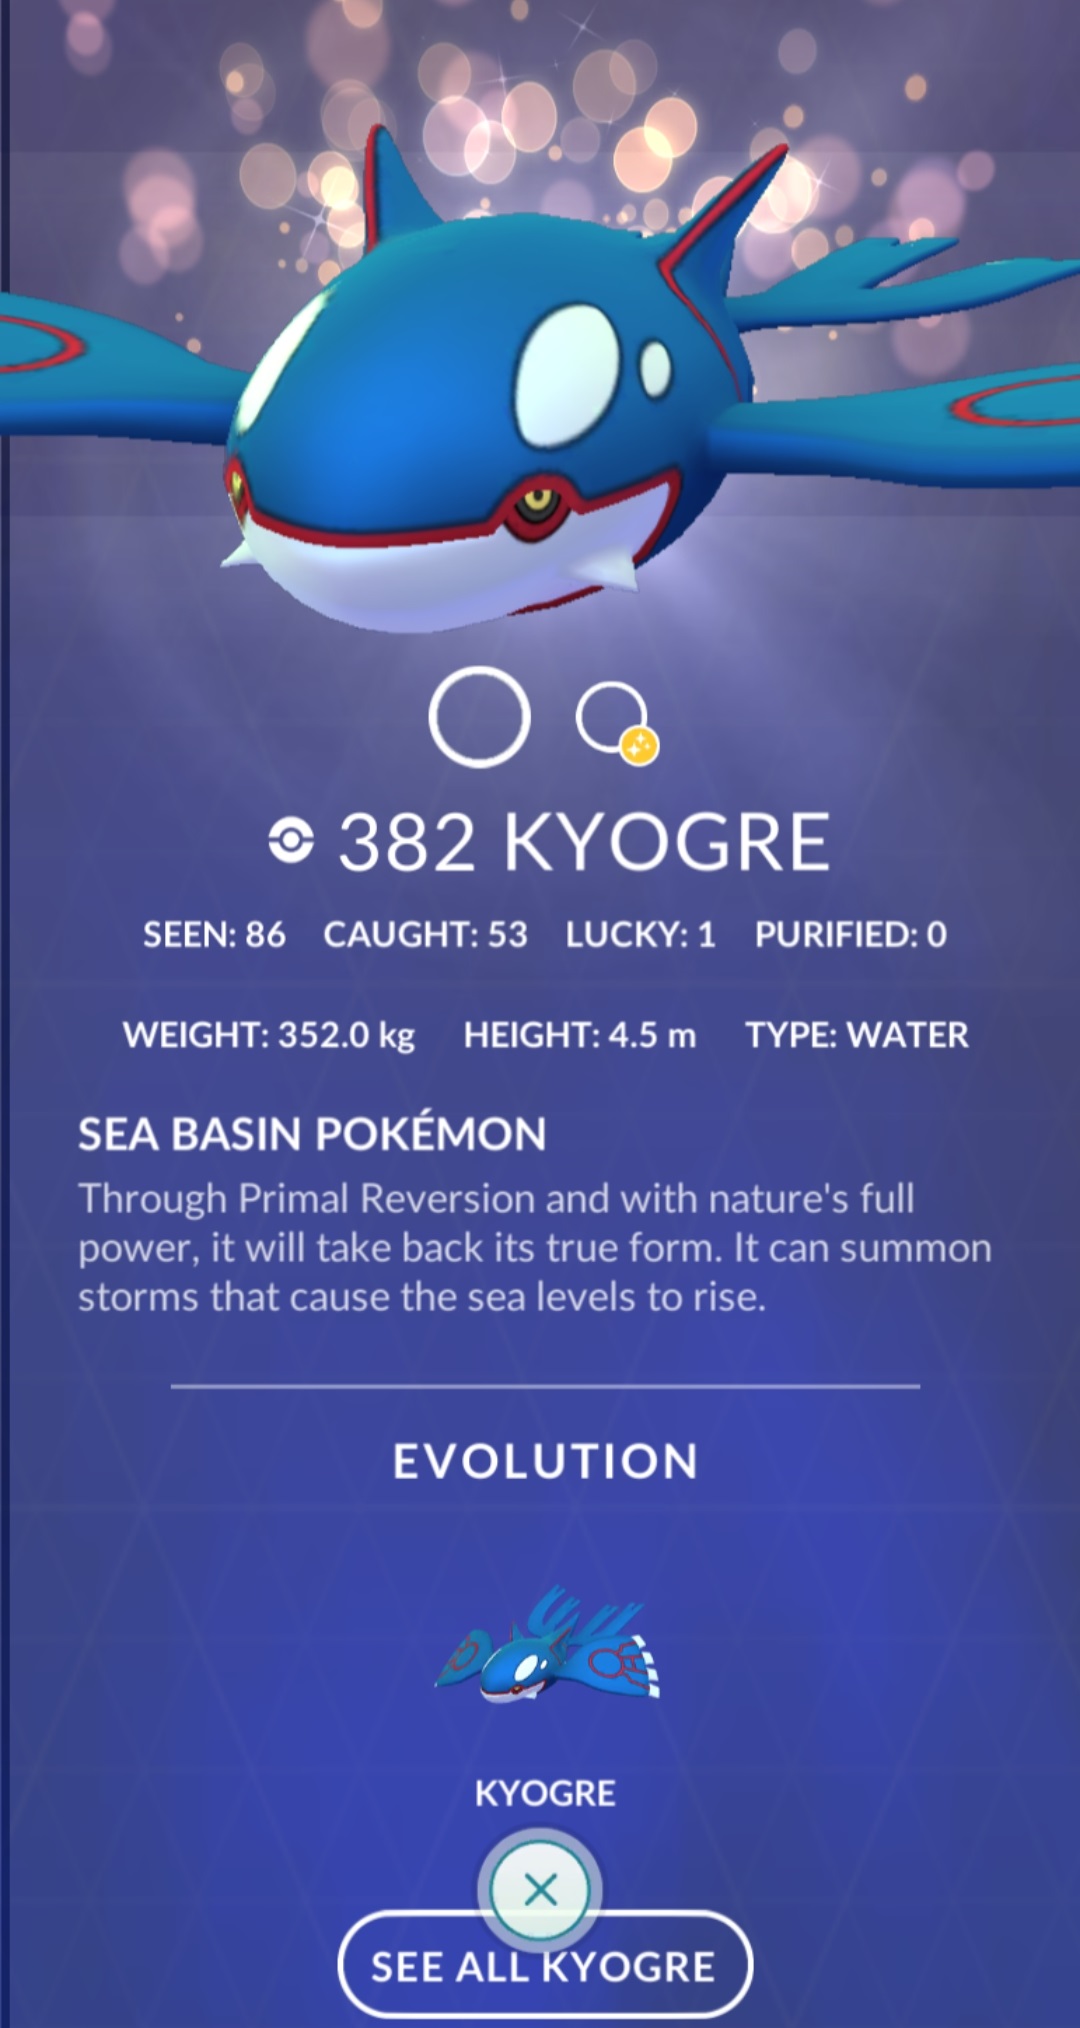 382 KYOGRE
SEEN: 86 CAUGHT: 53 LUCKY: 1 PURIFIED: 0
WEIGHT: 352.0 kg HEIGHT: 4.5 m TYPE: WATER
SEA BASIN POKÉMON
Through Primal Reversion and with nature's full
power, it will take back its true form. It can summon
storms that cause the sea levels to rise.
EVOLUTION
KYOGRE
SEE ALL KYOGRE